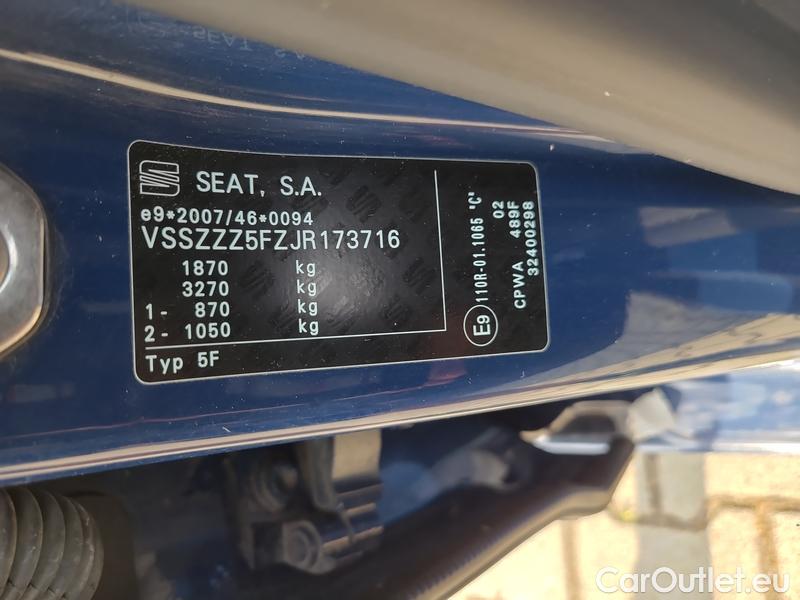 SEAT, S.A.
e9*2007/46*0094
VSSZZZ5FZJR173716
1870 kg
3270 kg
1- 870 kg
2- 1050 kg
Typ 5F
E9 110R-01.1065 "C"
02
CPWA 489F
32400298
CarOutlet.eu